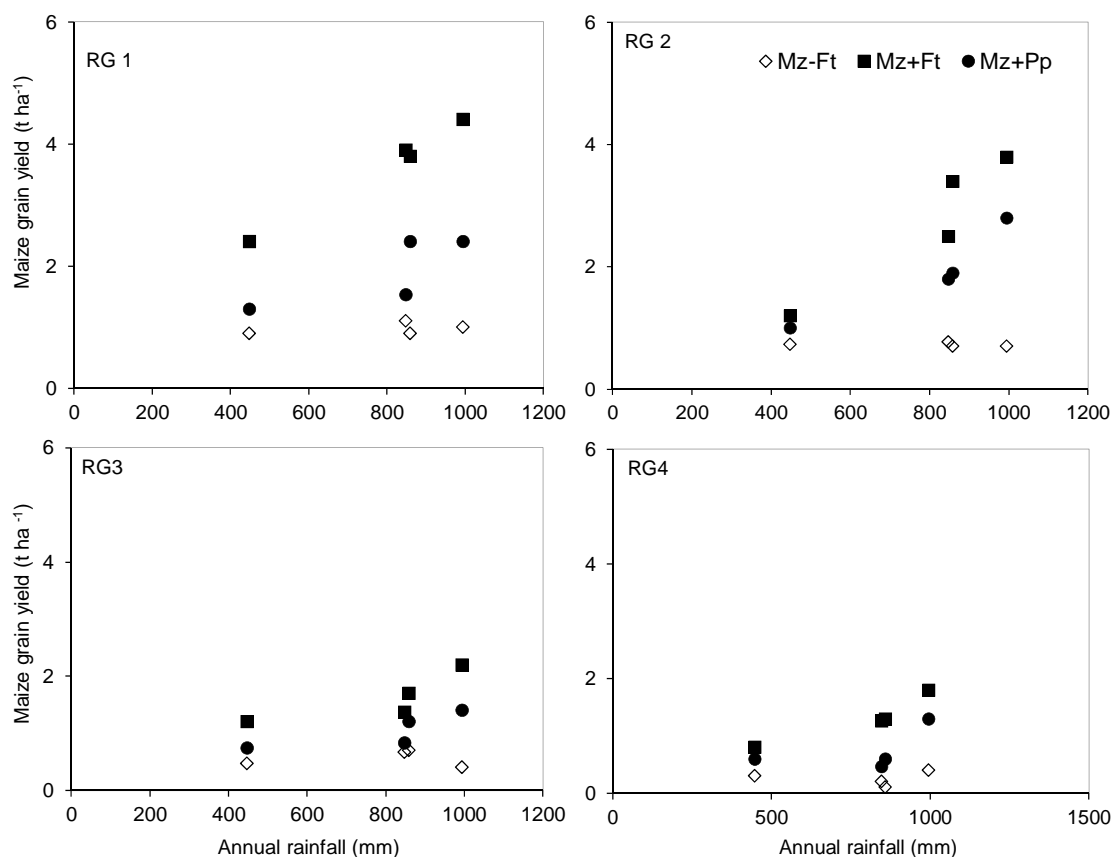 RG 1
Maize grain yield (t ha⁻¹)
6
4
2
0
0 200 400 600 800 1000 1200
RG 2
Mz-Ft Mz+Ft Mz+Pp
6
4
2
0
0 200 400 600 800 1000 1200
RG3
Maize grain yield (t ha ⁻¹)
6
4
2
0
0 200 400 600 800 1000 1200
Annual rainfall (mm)
RG4
6
4
2
0
0 500 1000 1500
Annual rainfall (mm)